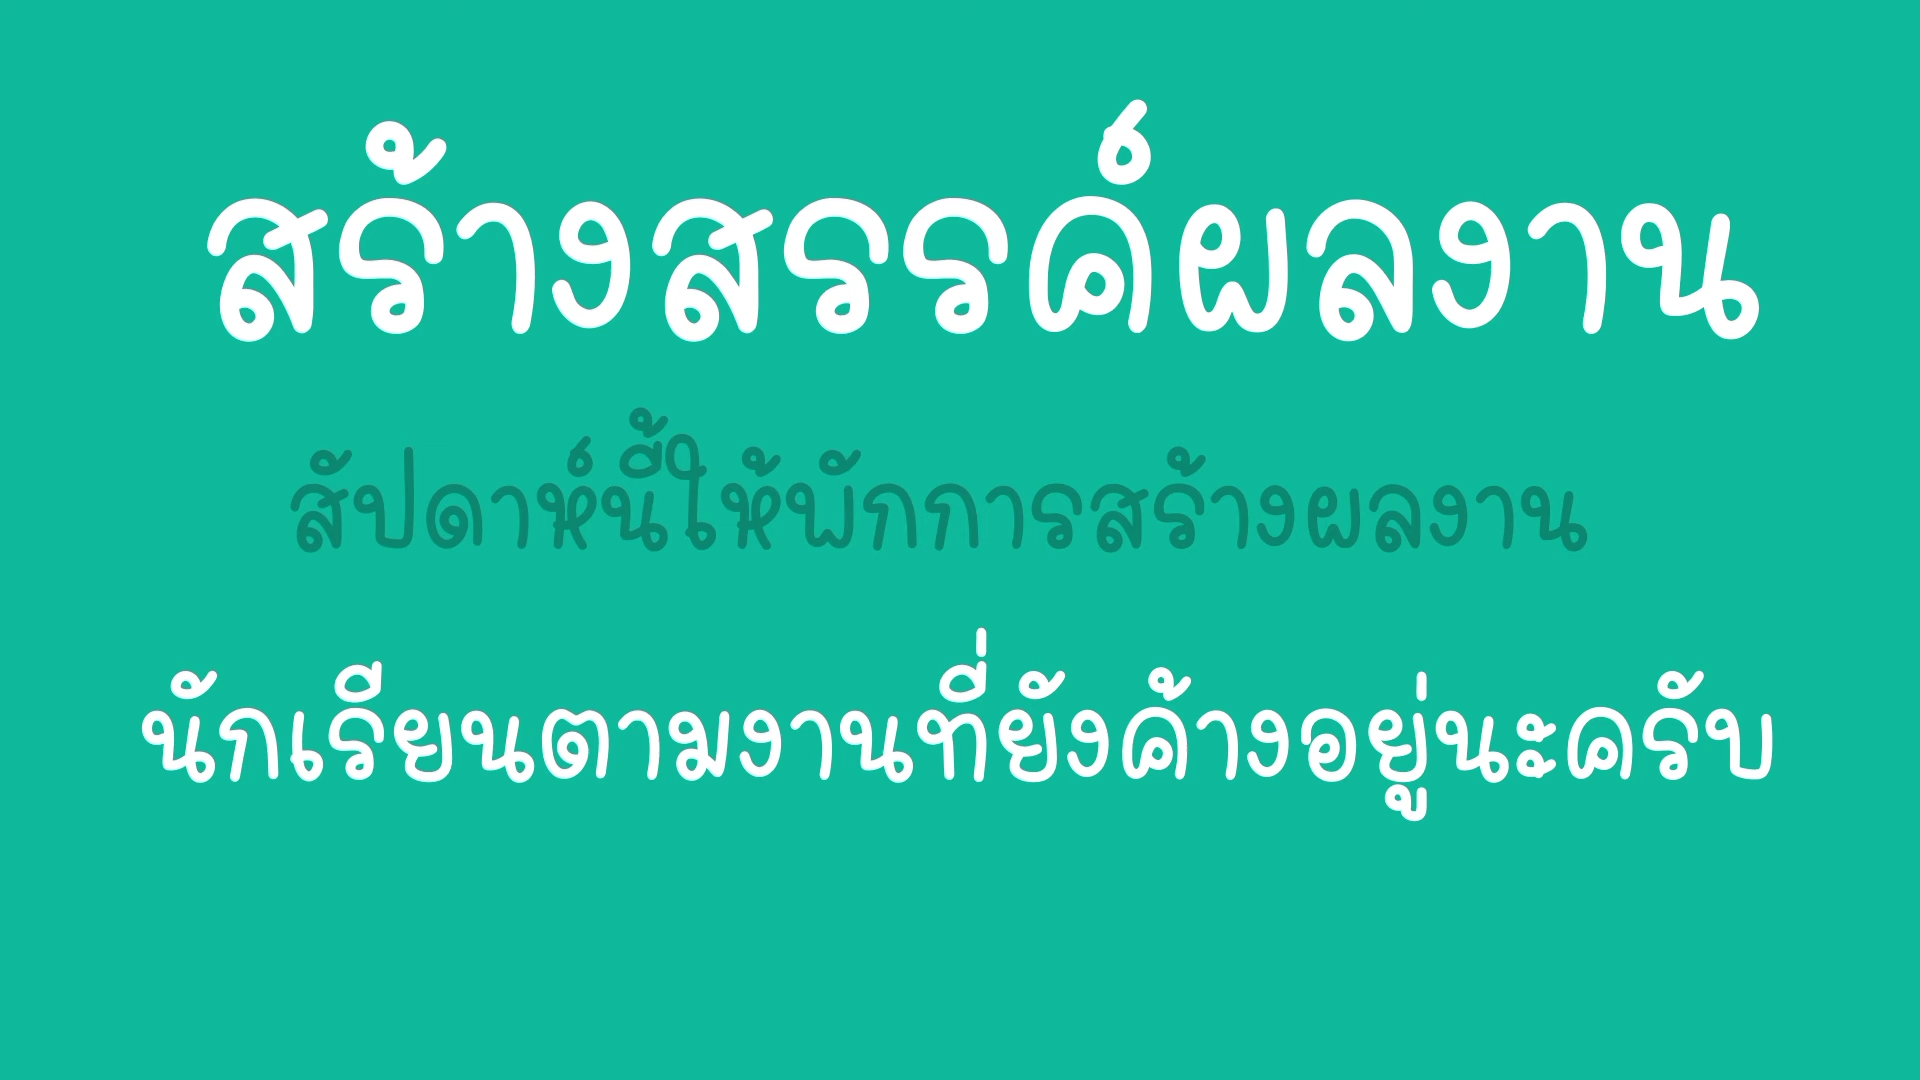 สร้างสรรค์ผลงาน
สัปดาห์นี้ให้พักการสร้างผลงาน
นักเรียนตามงานที่ยังค้างอยู่นะครับ